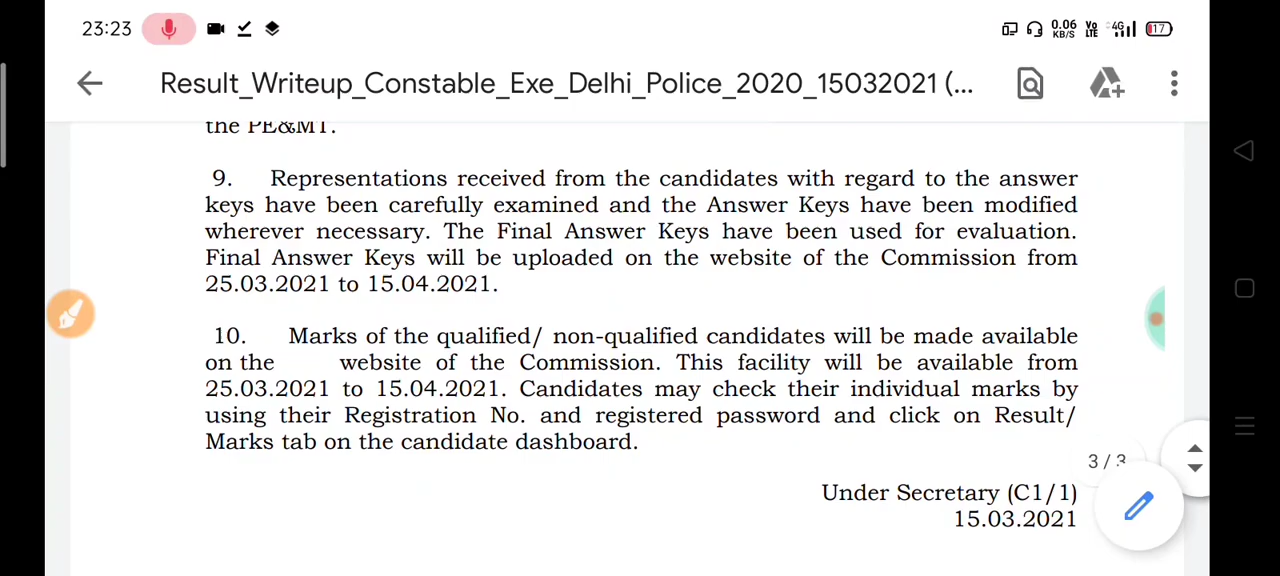 23:23
0.06 KB/S Vo LTE 4G 17
Result_Writeup_Constable_Exe_Delhi_Police_2020_15032021 (...
the PE&MT.
9. Representations received from the candidates with regard to the answer
keys have been carefully examined and the Answer Keys have been modified
wherever necessary. The Final Answer Keys have been used for evaluation.
Final Answer Keys will be uploaded on the website of the Commission from
25.03.2021 to 15.04.2021.
10. Marks of the qualified/ non-qualified candidates will be made available
on the website of the Commission. This facility will be available from
25.03.2021 to 15.04.2021. Candidates may check their individual marks by
using their Registration No. and registered password and click on Result/
Marks tab on the candidate dashboard.
3/3
Under Secretary (C1/1)
15.03.2021